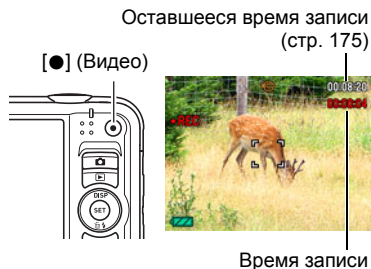 Оставшееся время записи
(стр. 175)
[●] (Видео)
00:08:20
00:00:04
●REC
DISP
SET
Время записи